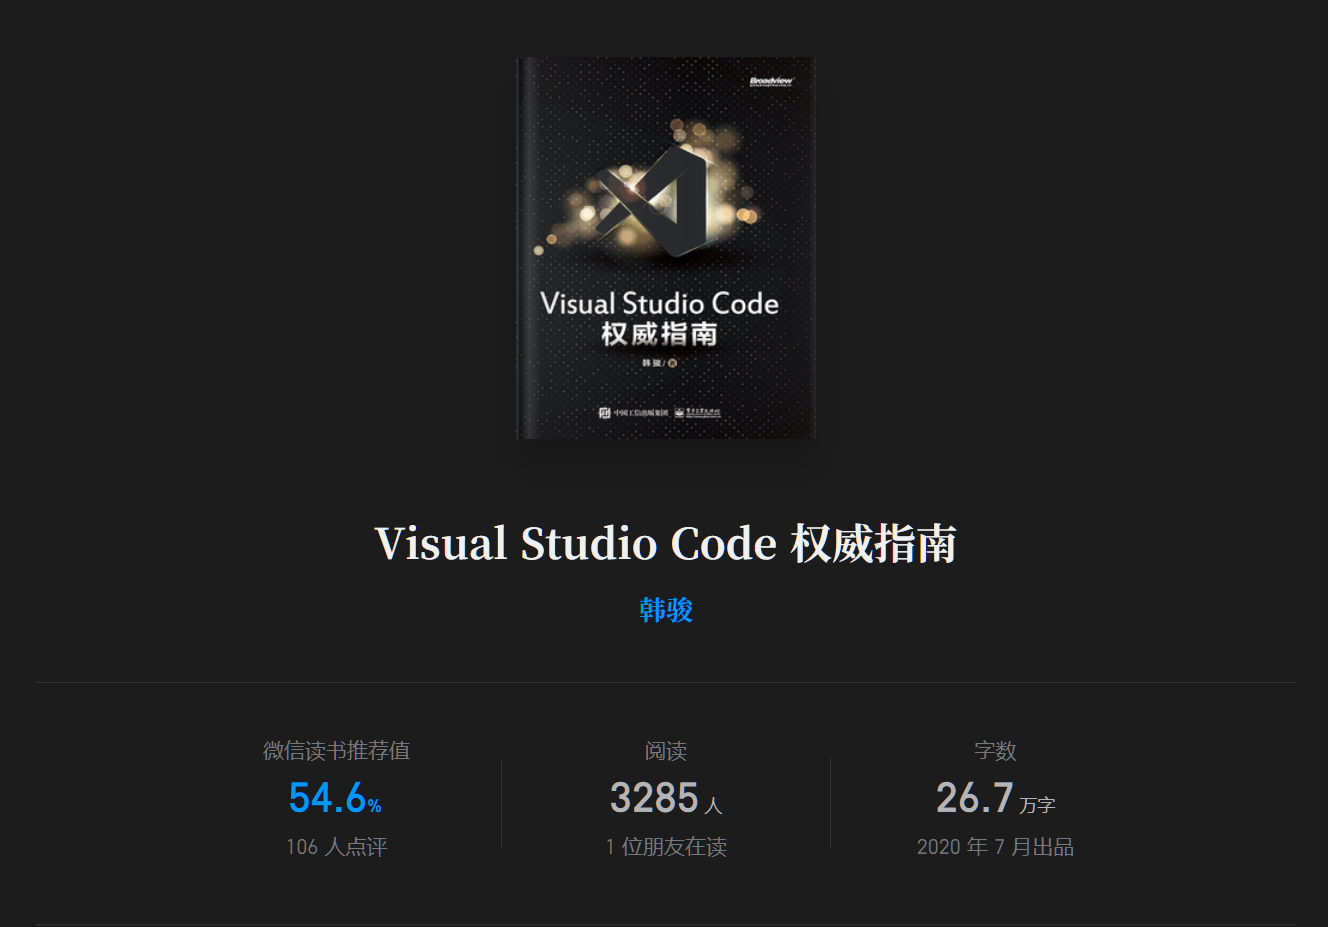 Broadview
Visual Studio Code
权威指南
韩 骏/著
中国工信出版集团 电子工业出版社
Visual Studio Code 权威指南
韩骏
微信读书推荐值
54.6%
106 人点评
阅读
3285 人
1 位朋友在读
字数
26.7 万字
2020 年 7 月出品